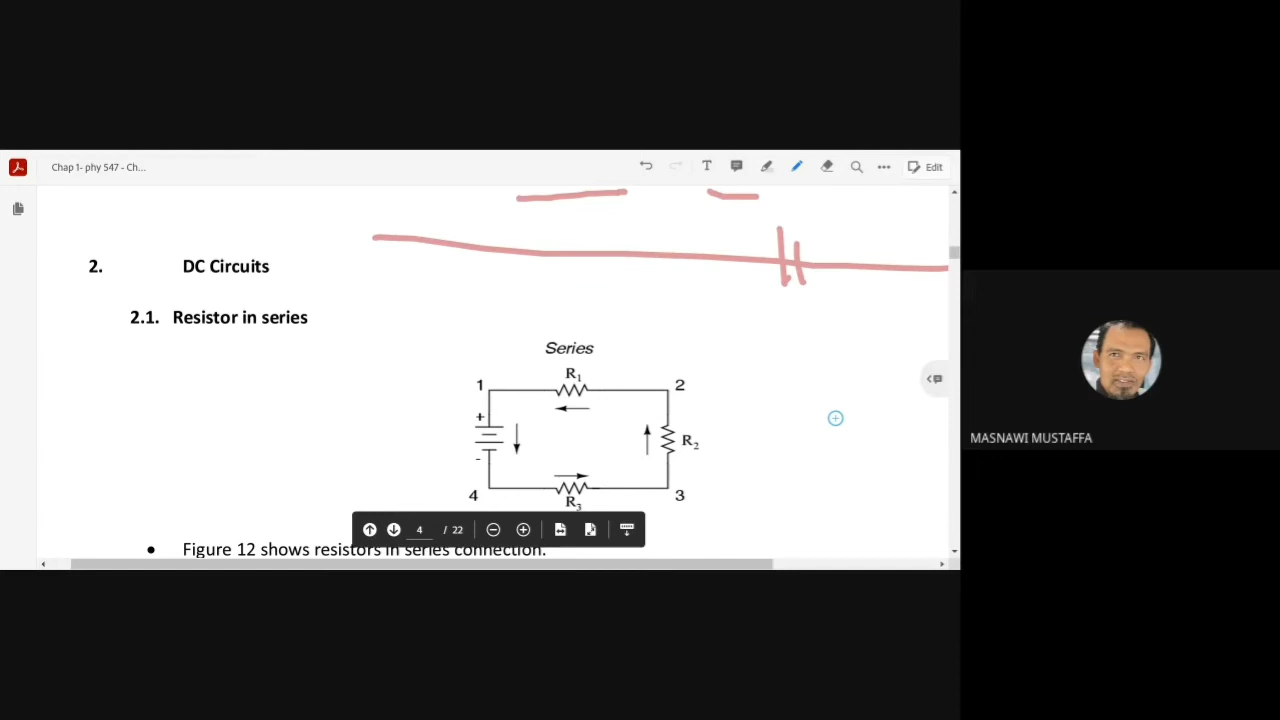 Chap 1- phy 547 - Ch...
Edit
2. DC Circuits
2.1. Resistor in series
Series
R1
1
2
+
R2
-
4
3
R3
4 / 22
• Figure 12 shows resistors in series connection.
MASNAWI MUSTAFFA